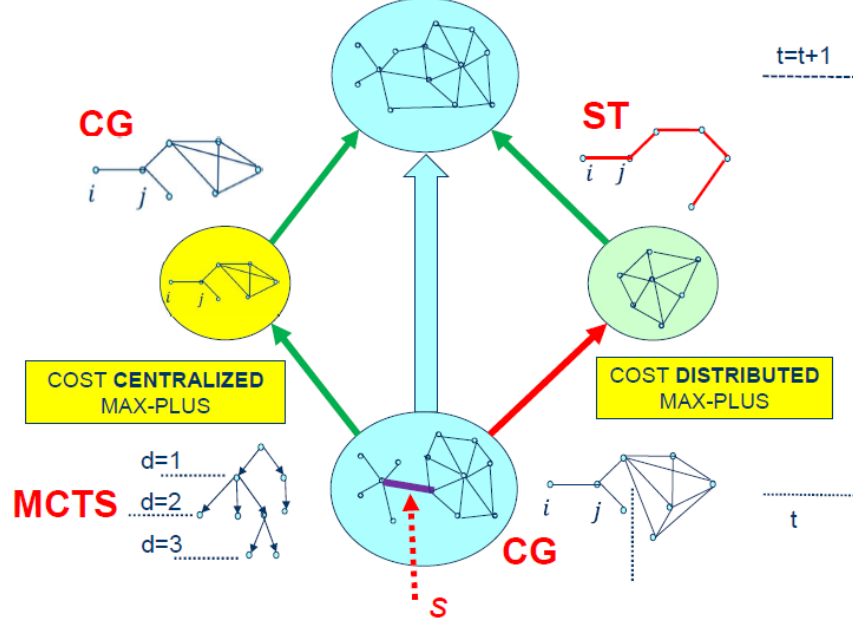 t=t+1
CG
ST
i
j
i
j
i
j
COST CENTRALIZED
MAX-PLUS
COST DISTRIBUTED
MAX-PLUS
d=1
MCTS
d=2
d=3
i
j
t
CG
s